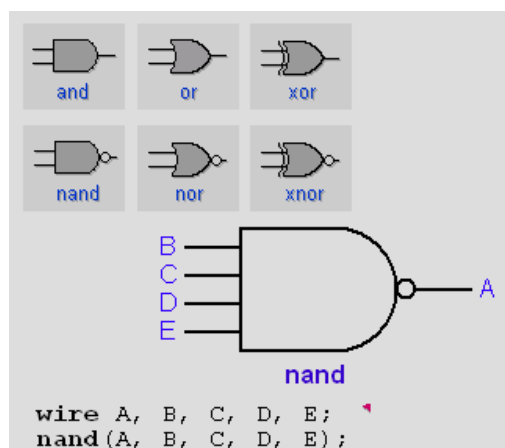 and or xor
nand nor xnor
B
C
D
E
A
nand
wire A, B, C, D, E;
nand(A, B, C, D, E);